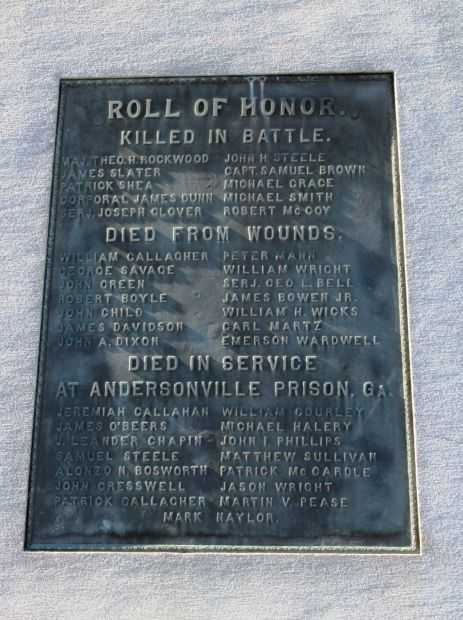 ROLL OF HONOR.
KILLED IN BATTLE.
MAJ. THEO. H. ROCKWOOD JOHN H. STEELE
JAMES SLATER CAPT. SAMUEL BROWN
PATRICK SHEA MICHAEL GRACE
CORPORAL JAMES DUNN MICHAEL SMITH
SERJ. JOSEPH GLOVER ROBERT McCOY
DIED FROM WOUNDS.
WILLIAM GALLAGHER PETER MANN
GEORGE SAVAGE WILLIAM WRIGHT
JOHN GREEN SERJ. GEO. L. BELL
ROBERT BOYLE JAMES BOWEN JR.
JOHN CHILD WILLIAM H. WICKS
JAMES DAVIDSON CARL MARTZ
JOHN A. DIXON EMERSON WARDWELL
DIED IN SERVICE
AT ANDERSONVILLE PRISON, GA.
JEREMIAH CALLAHAN WILLIAM GOURLEY
JAMES O'BEERS MICHAEL HALERY
J. LEANDER CHAPIN JOHN I. PHILLIPS
SAMUEL STEELE MATTHEW SULLIVAN
ALONZO N. BOSWORTH PATRICK McCARDLE
JOHN CRESSWELL JASON WRIGHT
PATRICK GALLAGHER MARTIN V. PEASE
MARK NAYLOR.